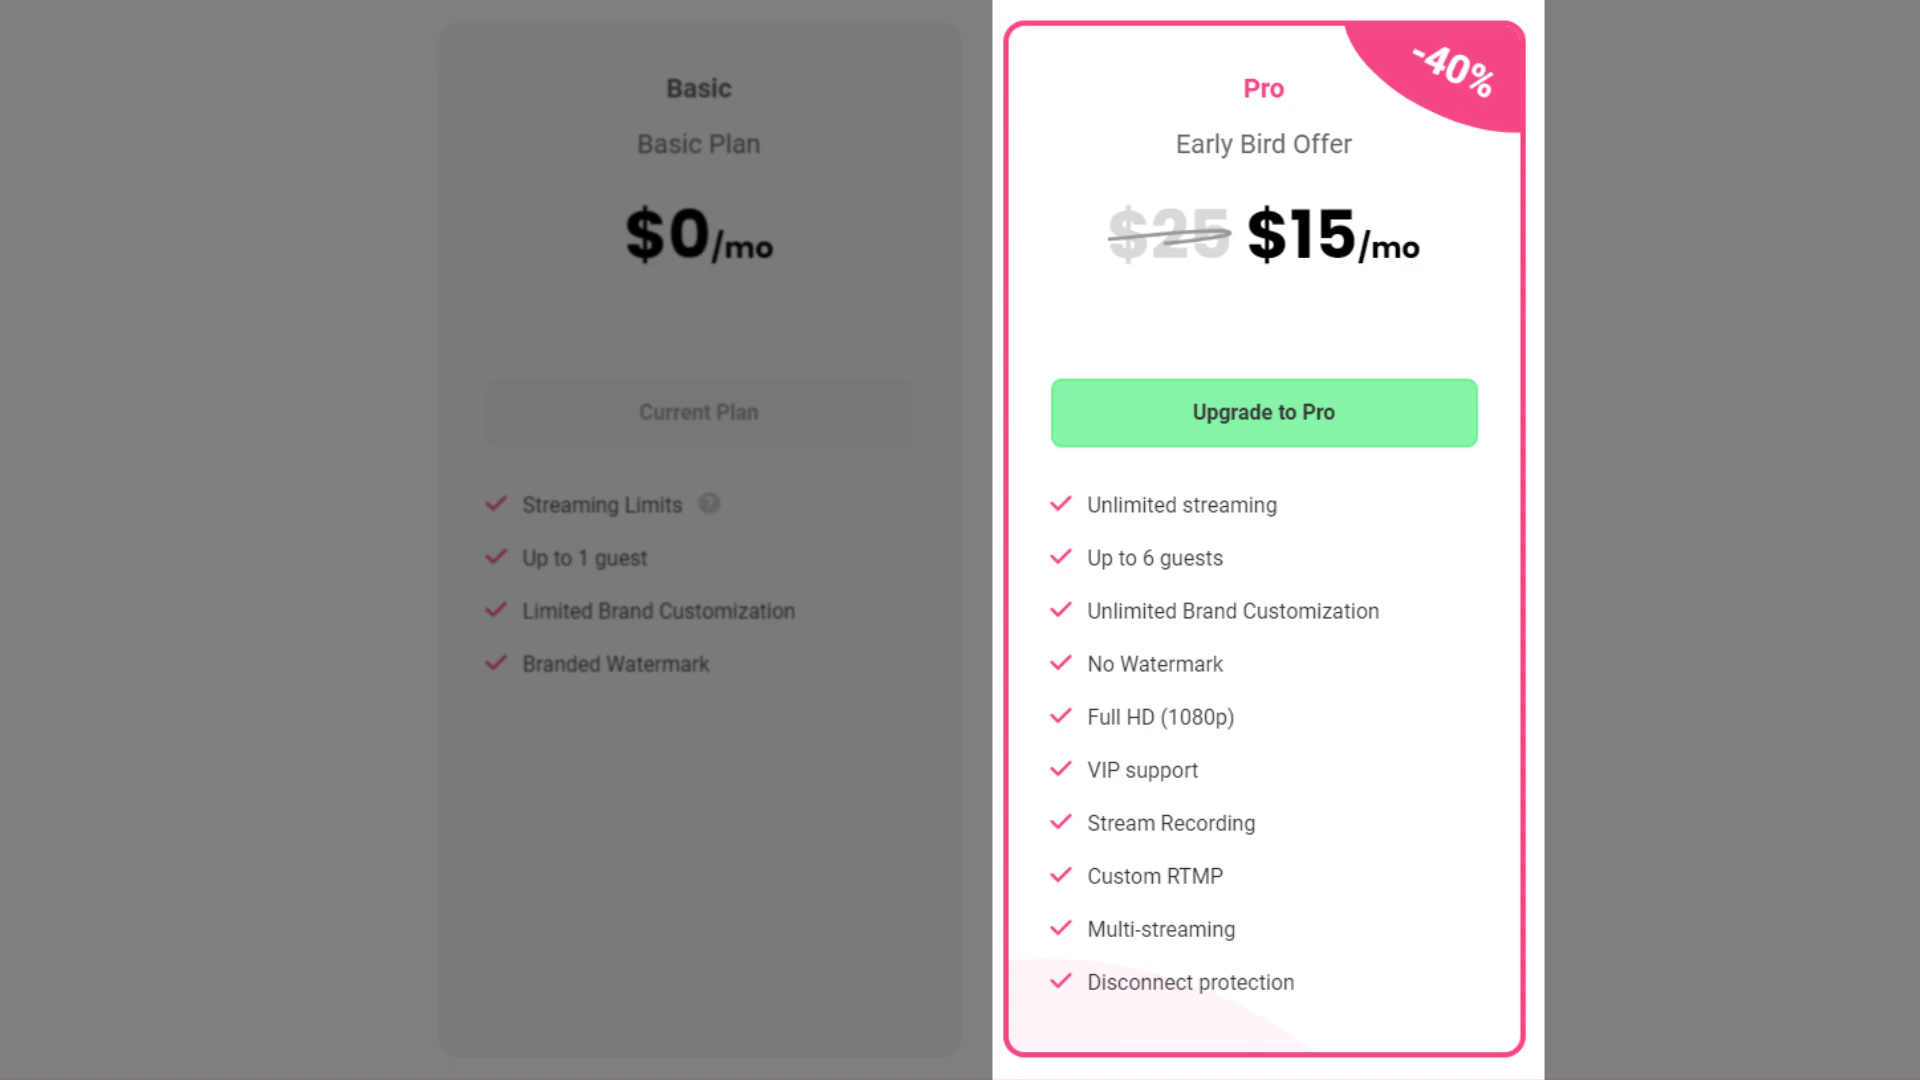 Basic
Basic Plan
$0/mo
Current Plan
Streaming Limits ?
Up to 1 guest
Limited Brand Customization
Branded Watermark
-40%
Pro
Early Bird Offer
$25 $15/mo
Upgrade to Pro
Unlimited streaming
Up to 6 guests
Unlimited Brand Customization
No Watermark
Full HD (1080p)
VIP support
Stream Recording
Custom RTMP
Multi-streaming
Disconnect protection